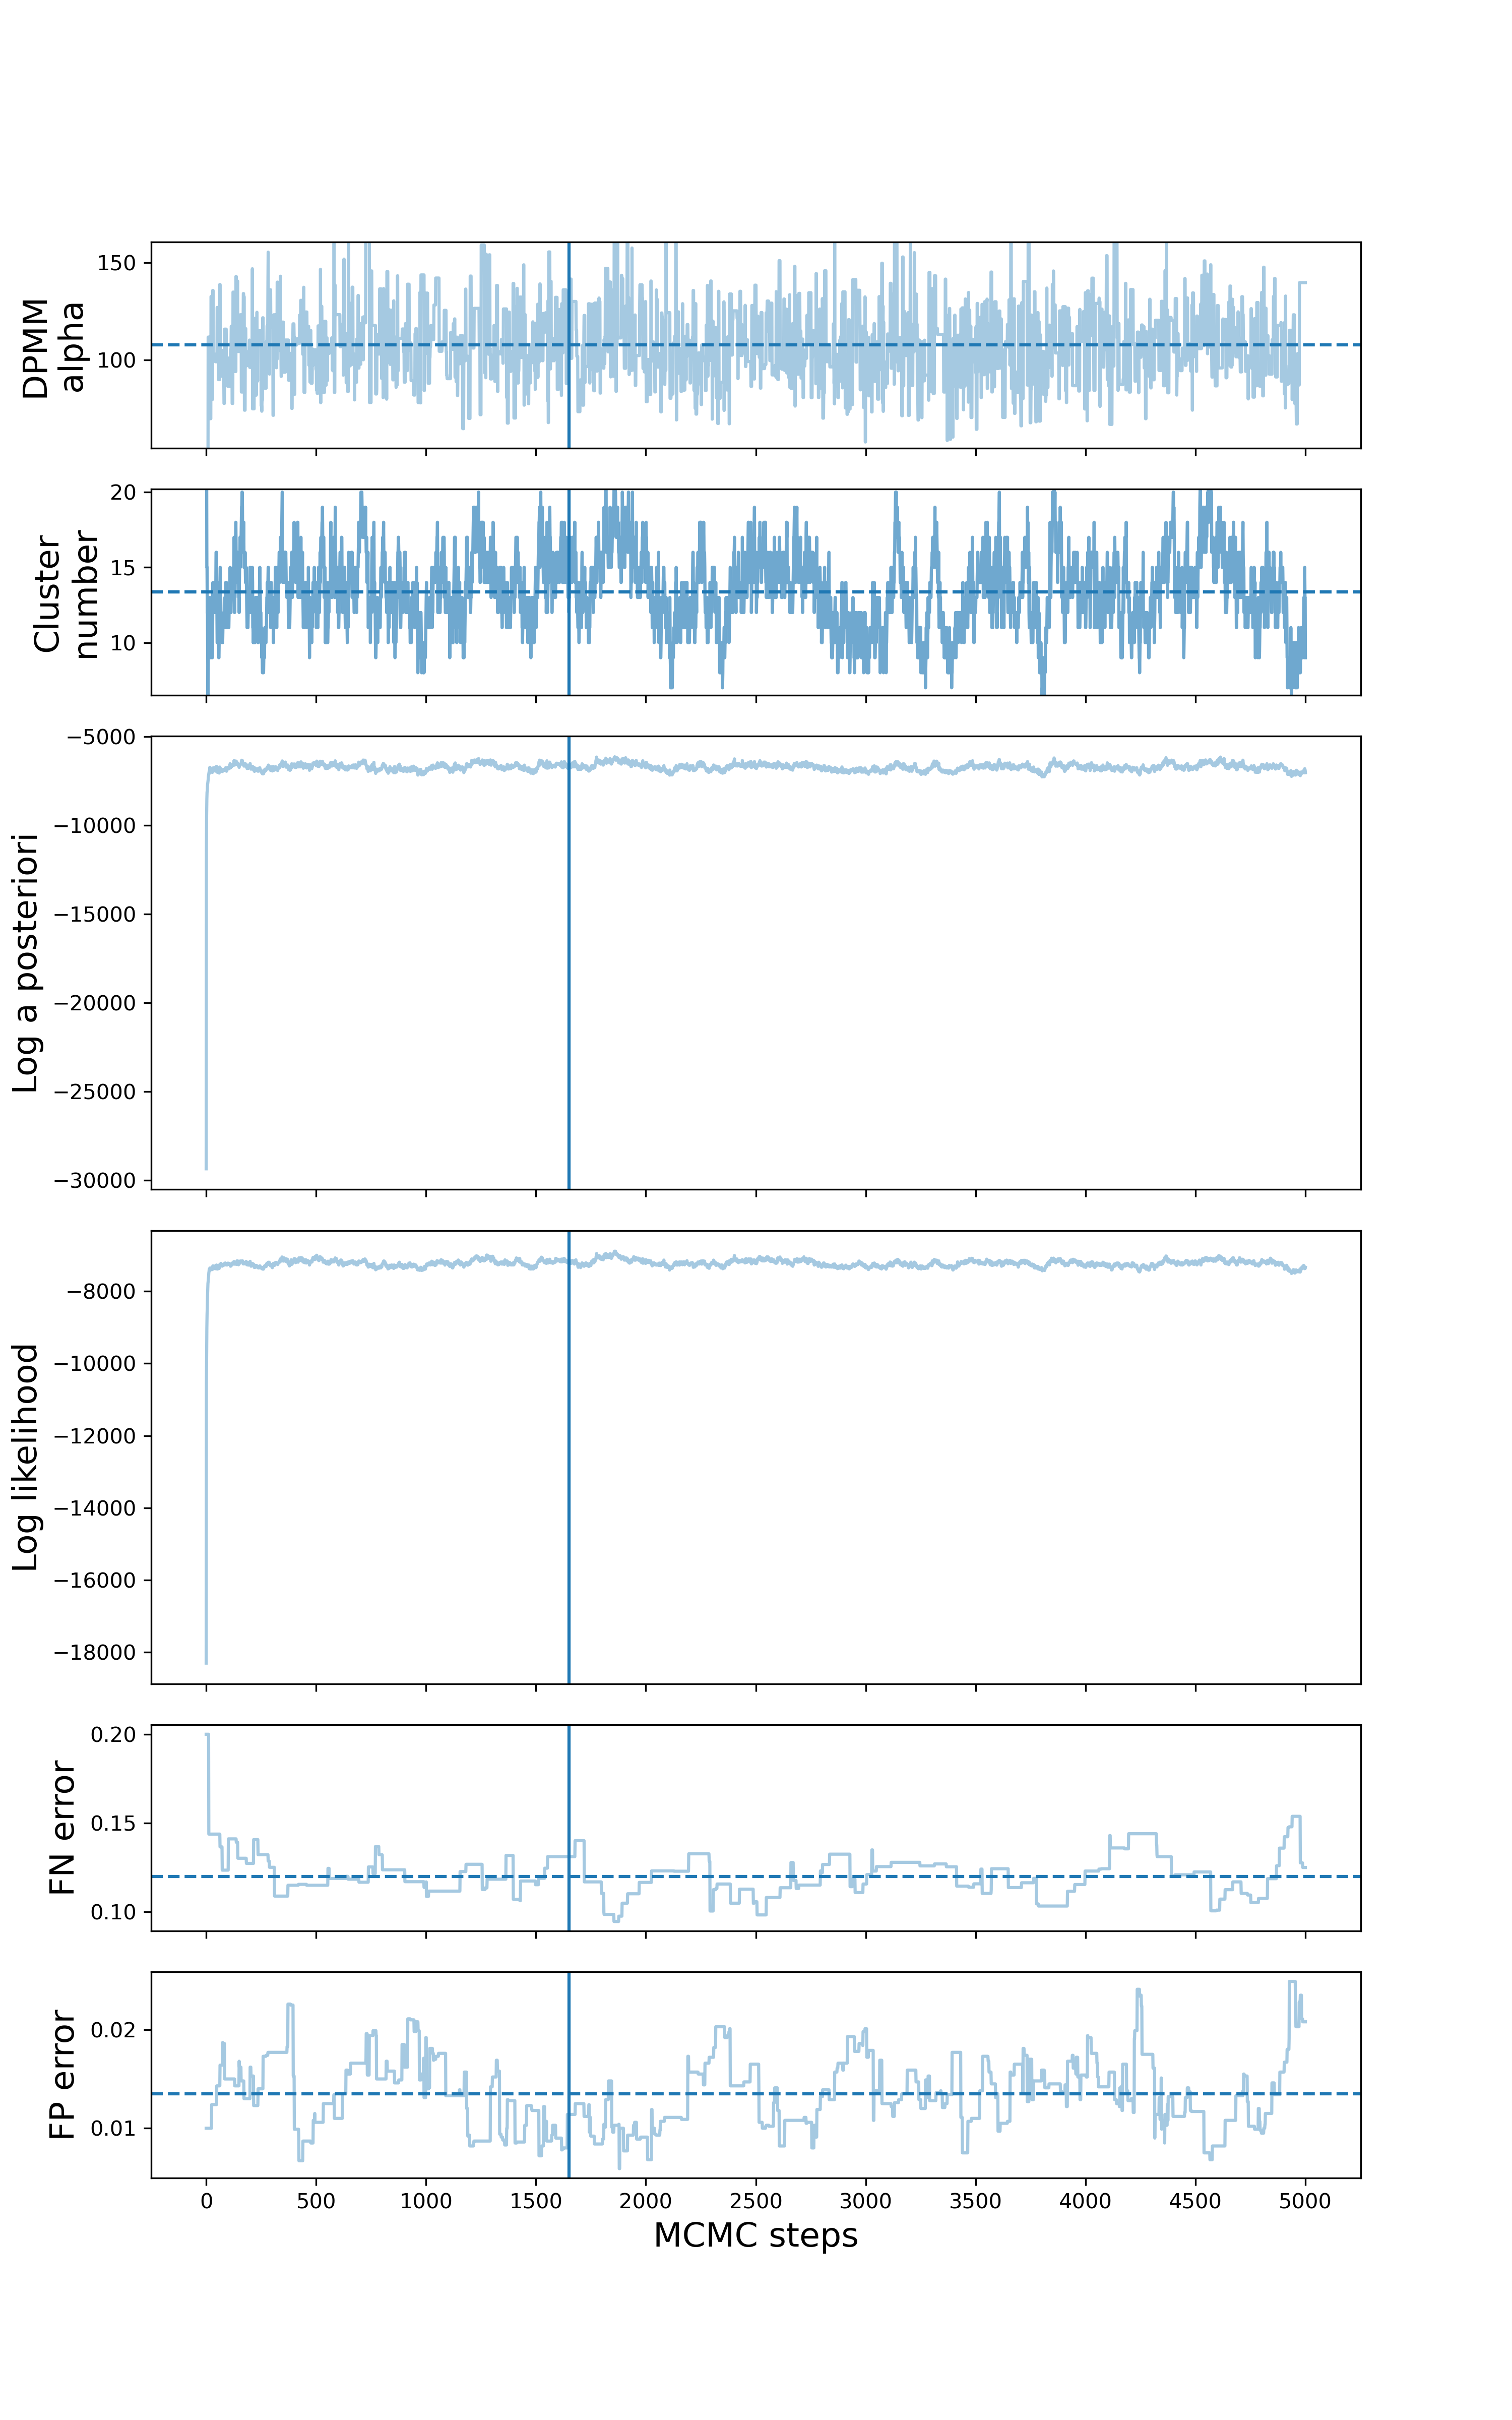 DPMM
alpha
150
100
Cluster
number
20
15
10
Log a posteriori
−5000
−10000
−15000
−20000
−25000
−30000
Log likelihood
−8000
−10000
−12000
−14000
−16000
−18000
FN error
0.20
0.15
0.10
FP error
0.02
0.01
0 500 1000 1500 2000 2500 3000 3500 4000 4500 5000
MCMC steps